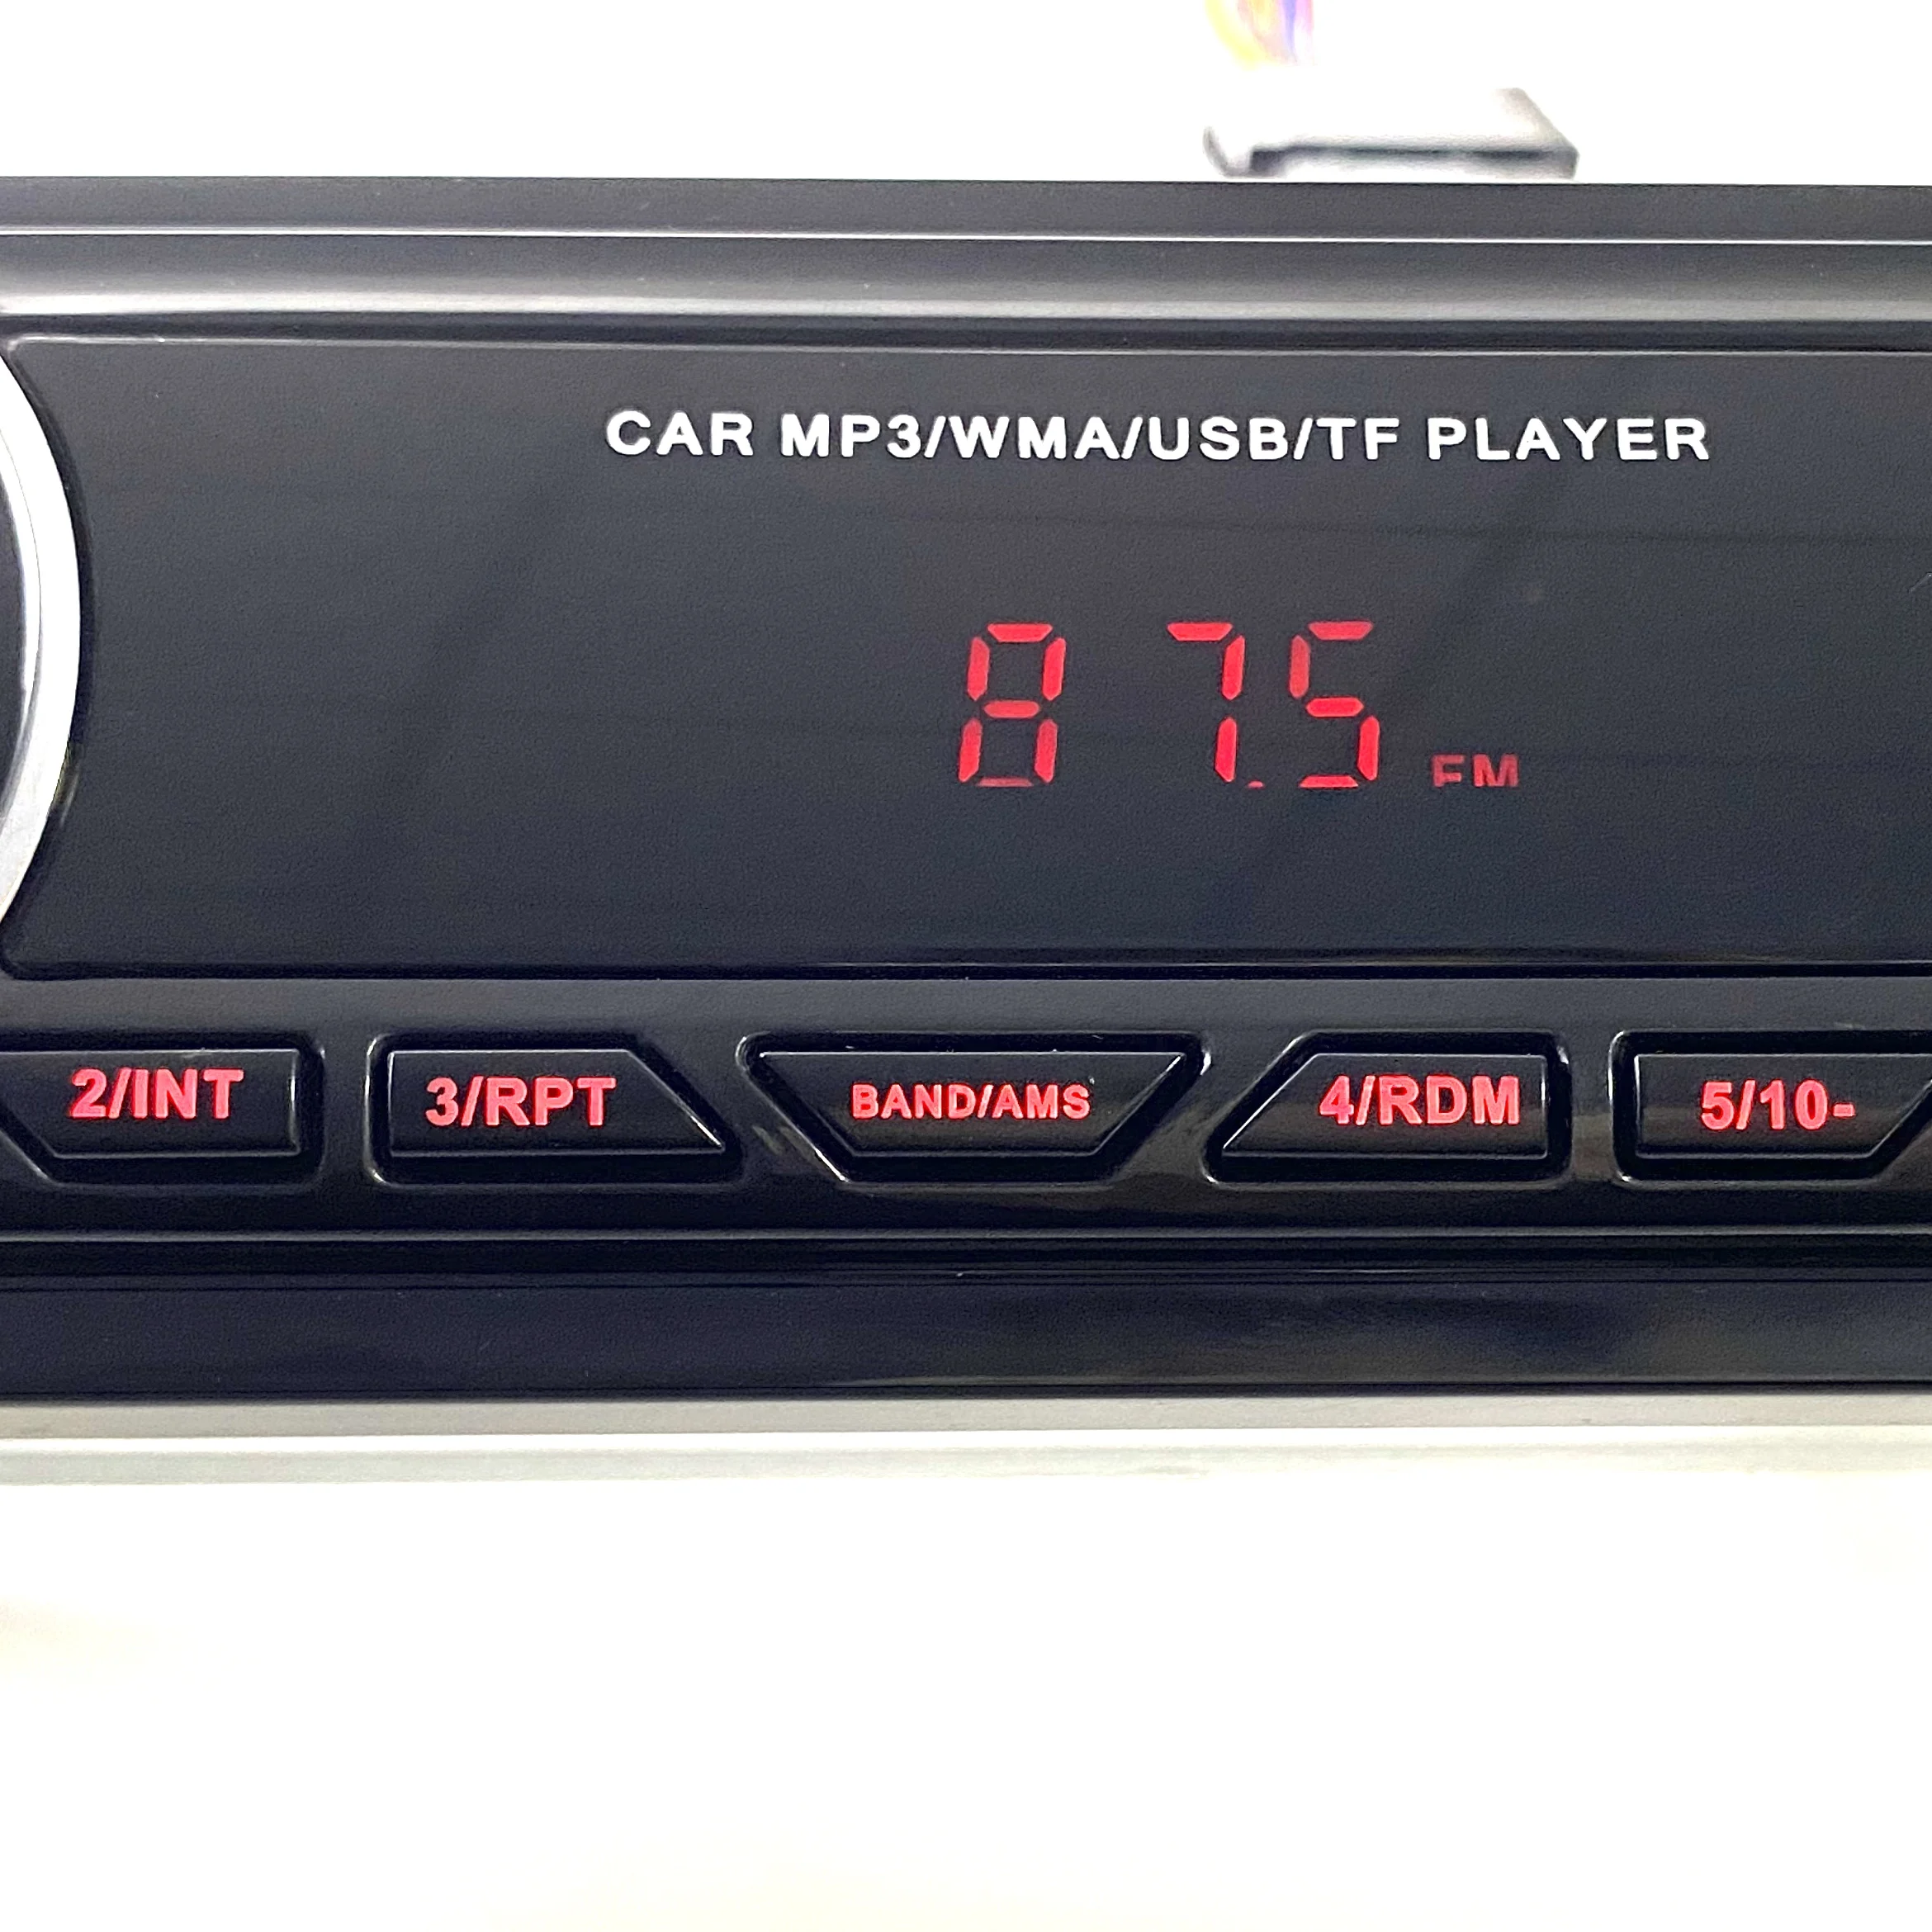 CAR MP3/WMA/USB/TF PLAYER
87.5 FM
2/INT 3/RPT BAND/AMS 4/RDM 5/10-